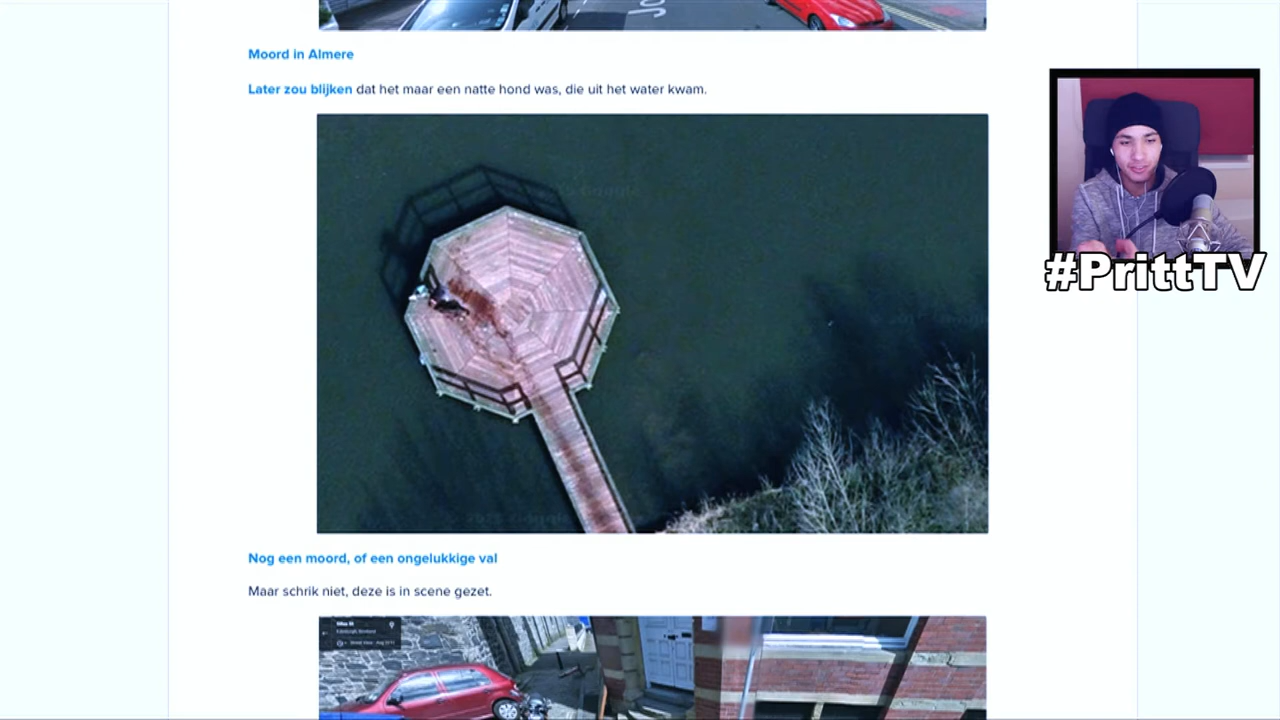 Moord in Almere
Later zou blijken dat het maar een natte hond was, die uit het water kwam.
#PrittTV
Nog een moord, of een ongelukkige val
Maar schrik niet, deze is in scene gezet.